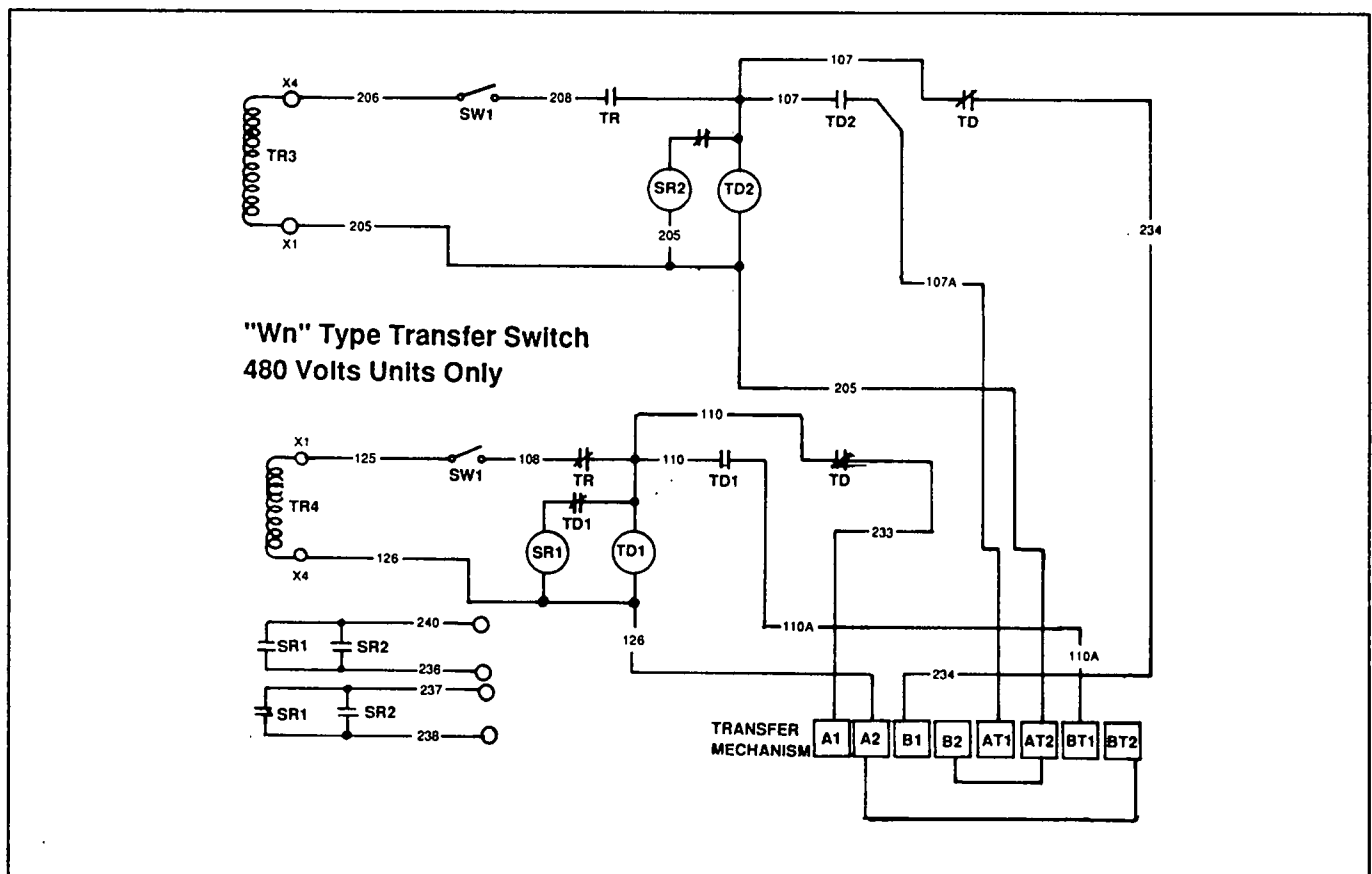 107
X4
206
SW1
208
TR
107
TD2
TD
TR3
SR2
TD2
X1
205
205
234
107A
"Wn" Type Transfer Switch
480 Volts Units Only
205
110
X1
125
SW1
108
TR
110
TD1
TD
TR4
TD1
SR1
TD1
233
X4
126
240
SR1
SR2
236
126
110A
110A
237
234
SR1
SR2
238
TRANSFER
MECHANISM
A1
A2
B1
B2
AT1
AT2
BT1
BT2